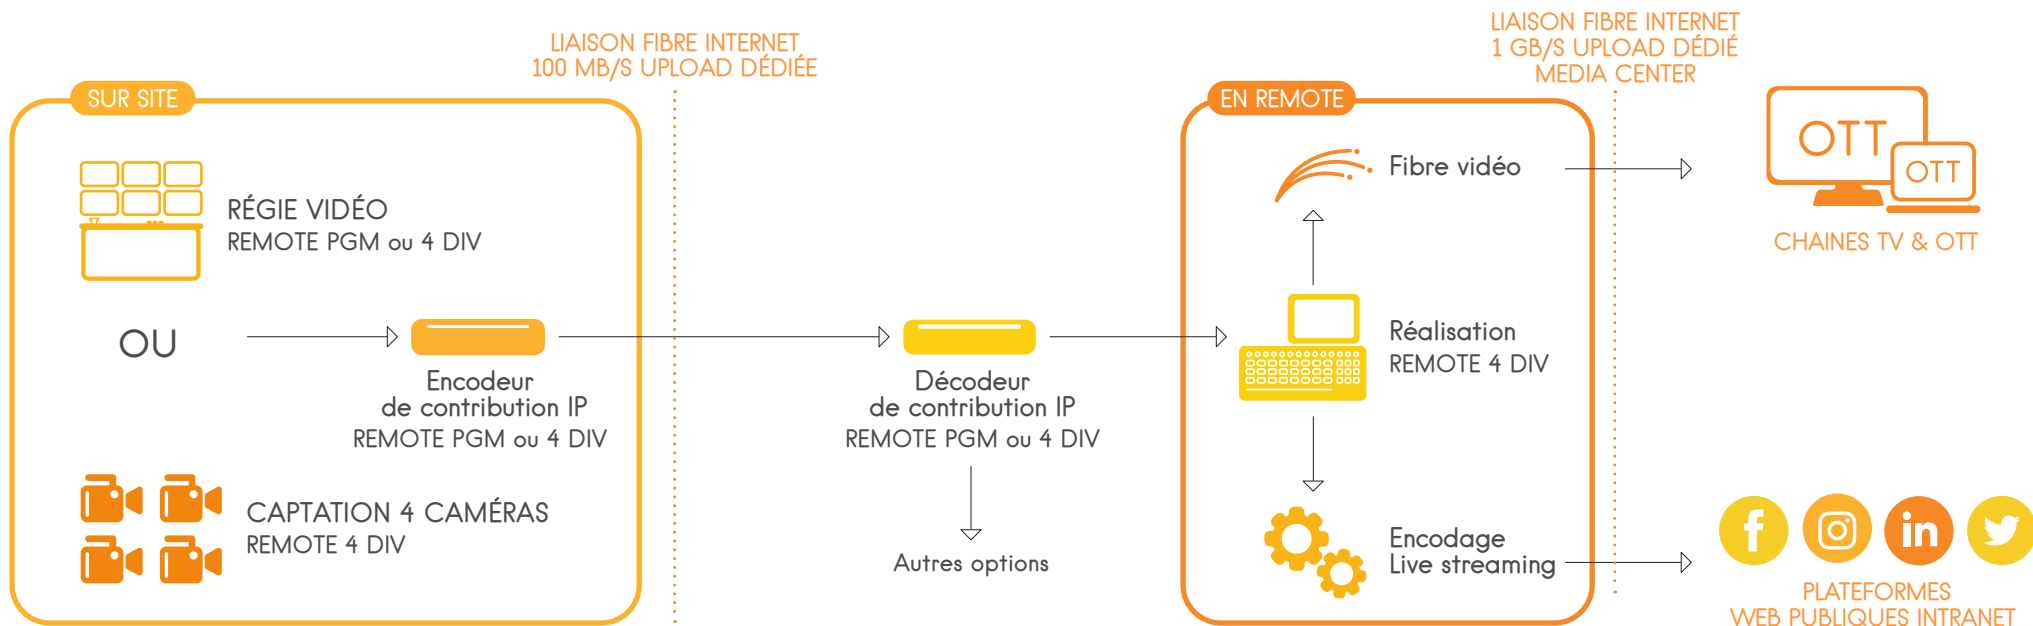 LIAISON FIBRE INTERNET
100 MB/S UPLOAD DÉDIÉE
LIAISON FIBRE INTERNET
1 GB/S UPLOAD DÉDIÉ
MEDIA CENTER
SUR SITE
RÉGIE VIDÉO
REMOTE PGM ou 4 DIV
OU
Encodeur
de contribution IP
REMOTE PGM ou 4 DIV
CAPTATION 4 CAMÉRAS
REMOTE 4 DIV
Décodeur
de contribution IP
REMOTE PGM ou 4 DIV
Autres options
EN REMOTE
Fibre vidéo
Réalisation
REMOTE 4 DIV
Encodage
Live streaming
OTT
OTT
CHAINES TV & OTT
f
in
PLATEFORMES
WEB PUBLIQUES INTRANET